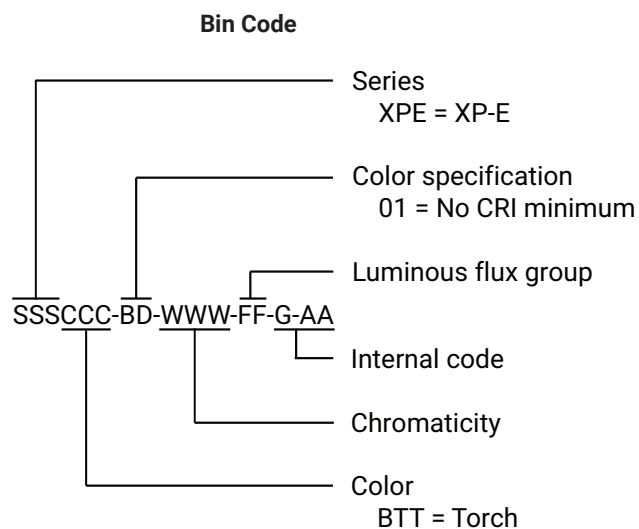 Bin Code
Series
XPE = XP-E
Color specification
01 = No CRI minimum
Luminous flux group
SSSCCC-BD-WWW-FF-G-AA
Internal code
Chromaticity
Color
BTT = Torch